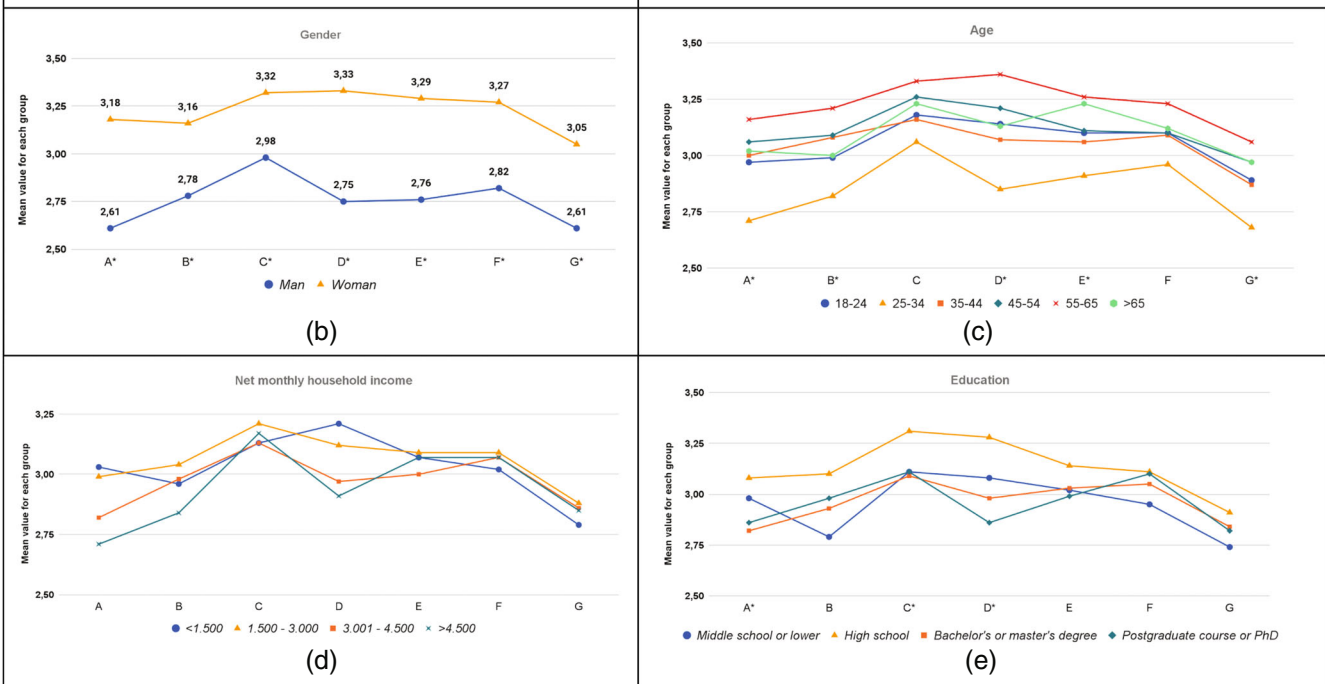 Gender
Mean value for each group
3,50
3,25
3,00
2,75
2,50
3,18
3,16
3,32
3,33
3,29
3,27
3,05
2,61
2,78
2,98
2,75
2,76
2,82
2,61
A* B* C* D* E* F* G*
Man Woman
(b)
Age
Mean value for each group
3,50
3,25
3,00
2,75
2,50
A* B* C D* E* F G*
18-24 25-34 35-44 45-54 55-65 >65
(c)
Net monthly household income
Mean value for each group
3,25
3,00
2,75
2,50
A B C D E F G
<1.500 1.500 - 3.000 3.001 - 4.500 >4.500
(d)
Education
Mean value for each group
3,50
3,25
3,00
2,75
2,50
A* B C* D* E F G
Middle school or lower High school Bachelor's or master's degree Postgraduate course or PhD
(e)